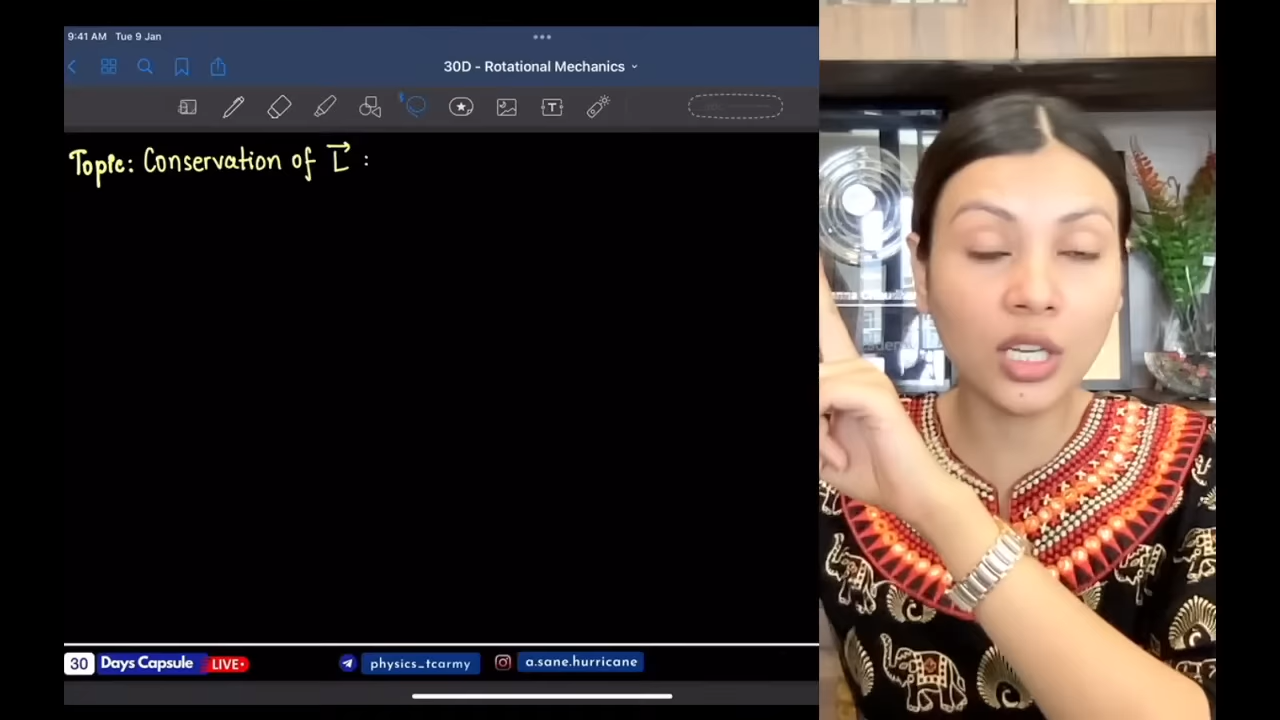 9:41 AM Tue 9 Jan
30D - Rotational Mechanics
Topic: Conservation of L⃗ :
30 Days Capsule LIVE
physics_tcarmy
a.sane.hurricane